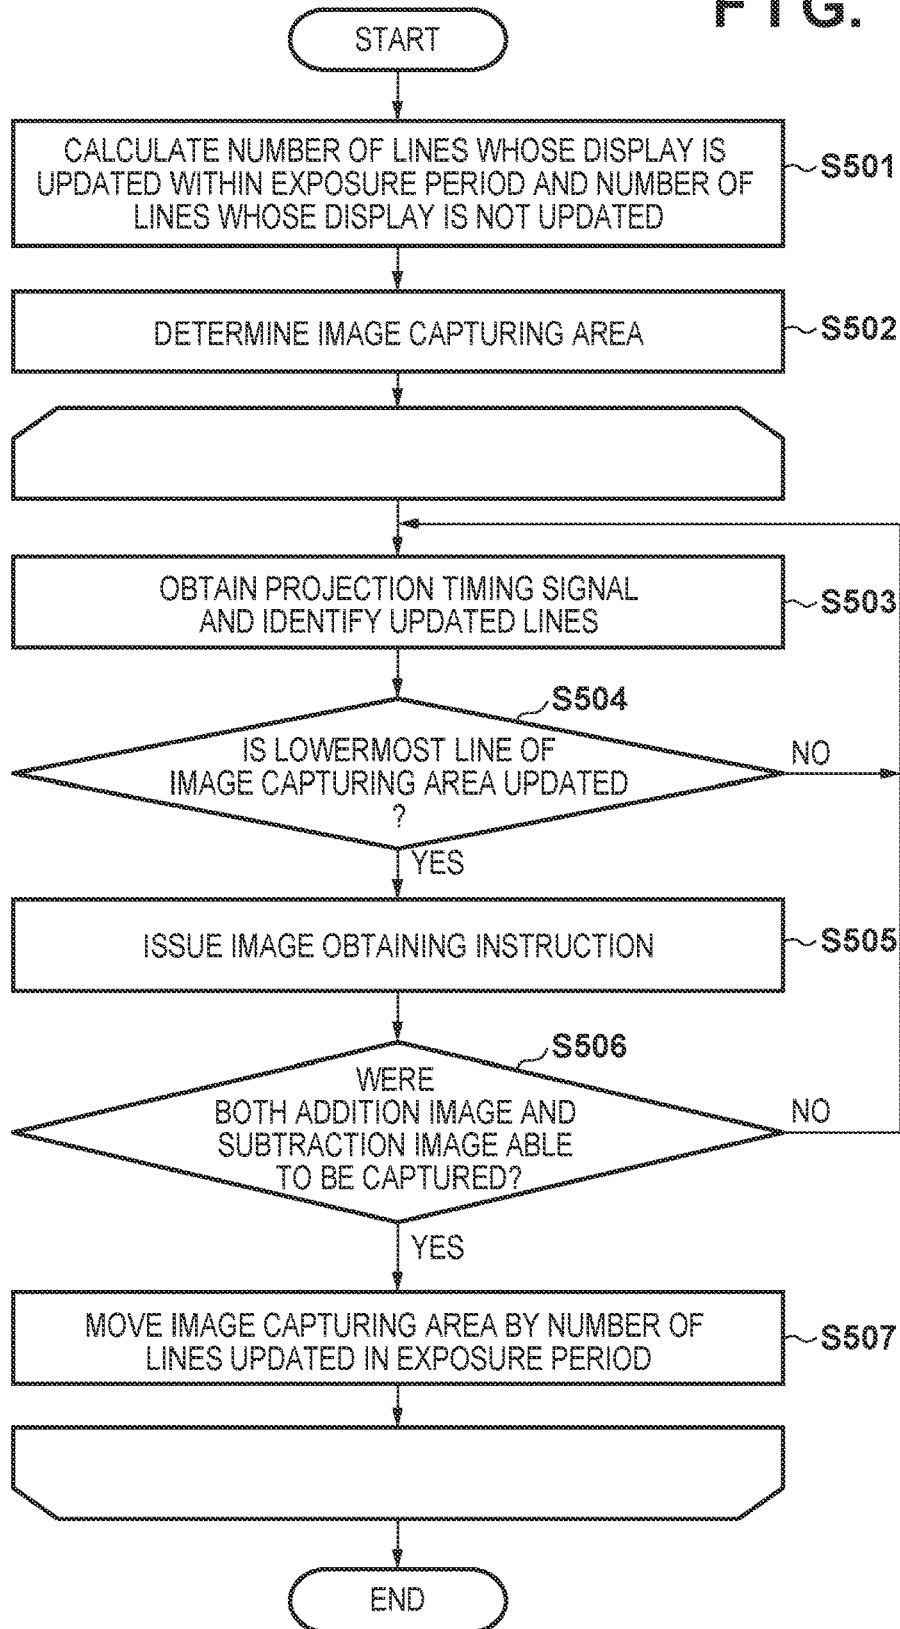 FIG.
START
CALCULATE NUMBER OF LINES WHOSE DISPLAY IS
UPDATED WITHIN EXPOSURE PERIOD AND NUMBER OF
LINES WHOSE DISPLAY IS NOT UPDATED
S501
DETERMINE IMAGE CAPTURING AREA
S502
OBTAIN PROJECTION TIMING SIGNAL
AND IDENTIFY UPDATED LINES
S503
S504
IS LOWERMOST LINE OF
IMAGE CAPTURING AREA UPDATED
?
NO
YES
ISSUE IMAGE OBTAINING INSTRUCTION
S505
S506
WERE
BOTH ADDITION IMAGE AND
SUBTRACTION IMAGE ABLE
TO BE CAPTURED?
NO
YES
MOVE IMAGE CAPTURING AREA BY NUMBER OF
LINES UPDATED IN EXPOSURE PERIOD
S507
END